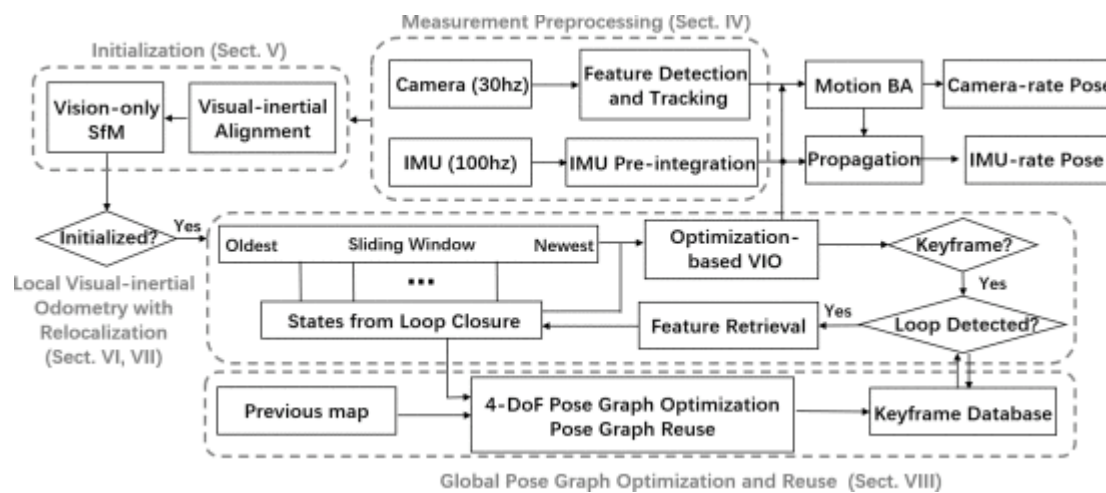 Measurement Preprocessing (Sect. IV)
Initialization (Sect. V)
Camera (30hz)
Feature Detection
and Tracking
Motion BA
Camera-rate Pose
Vision-only
SfM
Visual-inertial
Alignment
IMU (100hz)
IMU Pre-integration
Propagation
IMU-rate Pose
Initialized?
Yes
Oldest
Sliding Window
Newest
Optimization-
based VIO
Keyframe?
Local Visual-inertial
Odometry with
Relocalization
(Sect. VI, VII)
...
Yes
States from Loop Closure
Feature Retrieval
Yes
Loop Detected?
Previous map
4-DoF Pose Graph Optimization
Pose Graph Reuse
Keyframe Database
Global Pose Graph Optimization and Reuse (Sect. VIII)